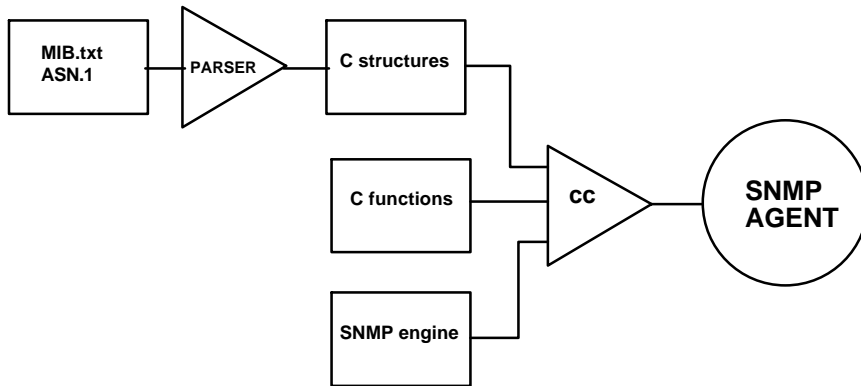 MIB.txt
ASN.1
PARSER
C structures
C functions
SNMP engine
cc
SNMP
AGENT